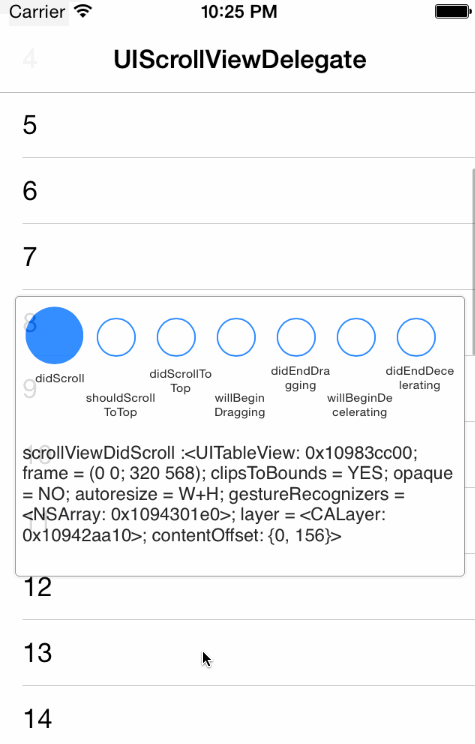 Carrier 10:25 PM
4
UIScrollViewDelegate
5
6
7
8
didScroll
shouldScroll
ToTop
didScrollTo
Top
willBegin
Dragging
didEndDra
gging
willBeginDe
celerating
didEndDece
lerating
9
10
scrollViewDidScroll :<UITableView: 0x10983cc00;
frame = (0 0; 320 568); clipsToBounds = YES; opaque
= NO; autoresize = W+H; gestureRecognizers =
<NSArray: 0x1094301e0>; layer = <CALayer:
0x10942aa10>; contentOffset: {0, 156}>
11
12
13
14